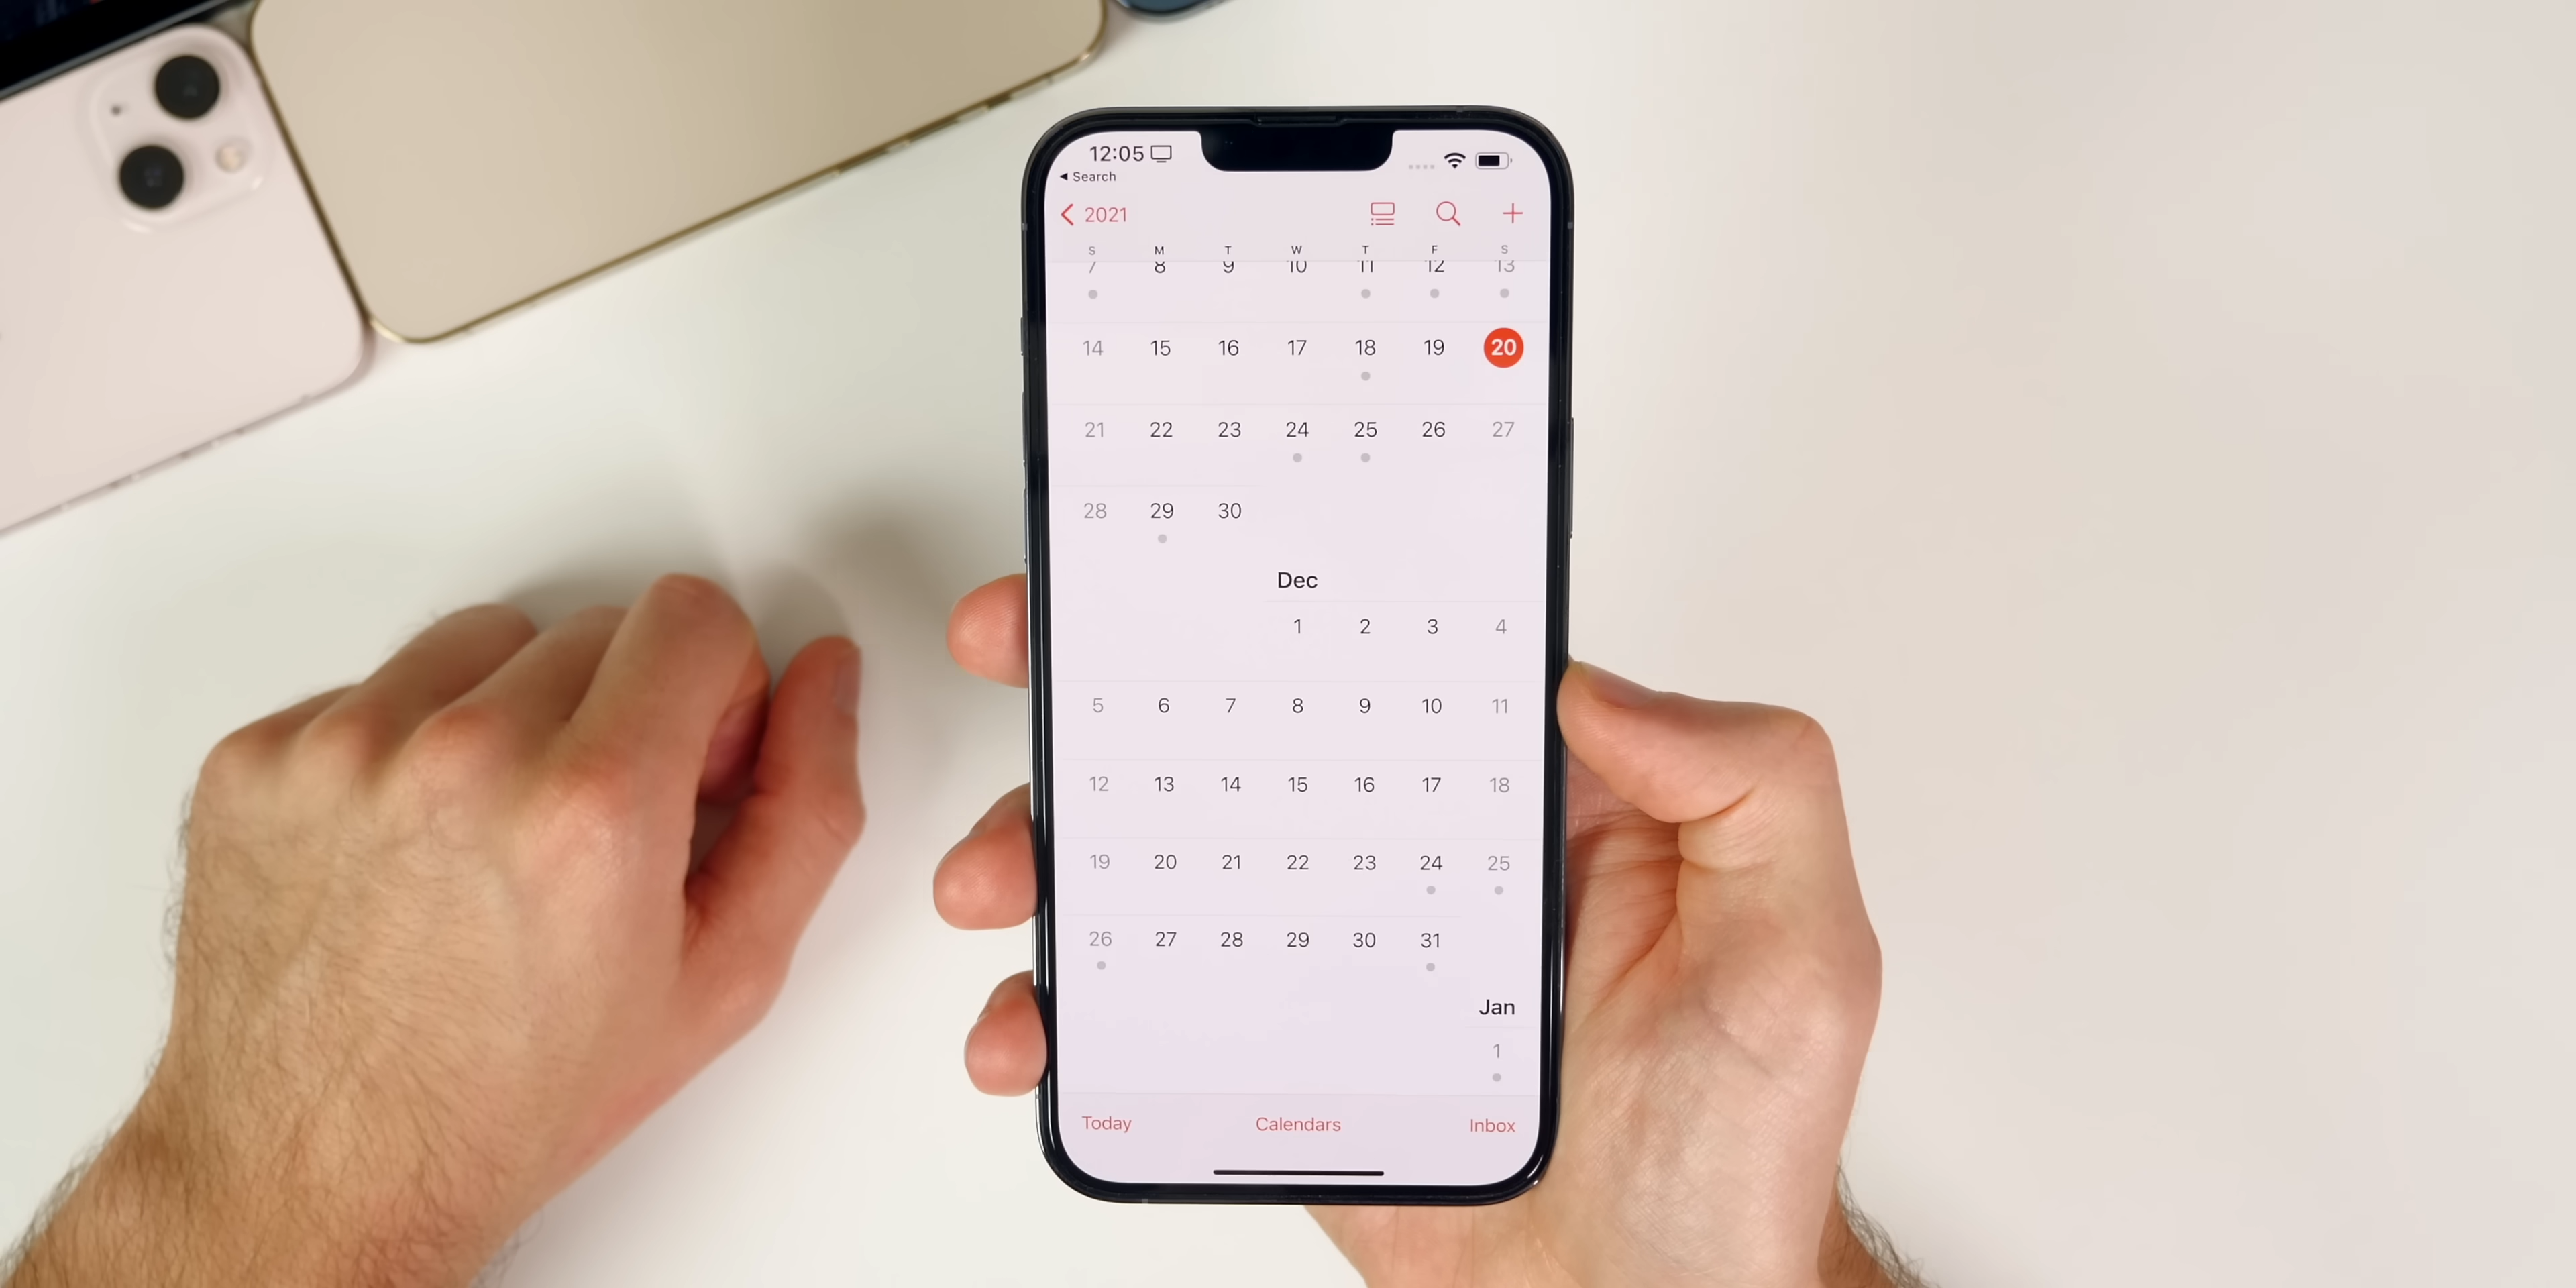 12:05
Search
2021
S M T W T F S
7 8 9 10 11 12 13
14 15 16 17 18 19 20
21 22 23 24 25 26 27
28 29 30
Dec
1 2 3 4
5 6 7 8 9 10 11
12 13 14 15 16 17 18
19 20 21 22 23 24 25
26 27 28 29 30 31
Jan
1
Today Calendars Inbox